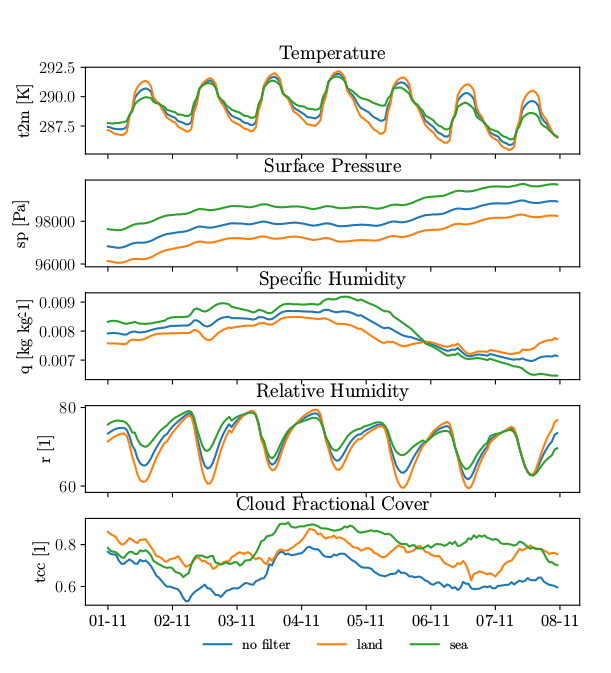 Temperature
292.5
290.0
287.5
t2m [K]
Surface Pressure
98000
96000
sp [Pa]
Specific Humidity
0.009
0.008
0.007
q [kg kg-1]
Relative Humidity
80
60
r [1]
Cloud Fractional Cover
0.8
0.6
tcc [1]
01-11 02-11 03-11 04-11 05-11 06-11 07-11 08-11
no filter land sea